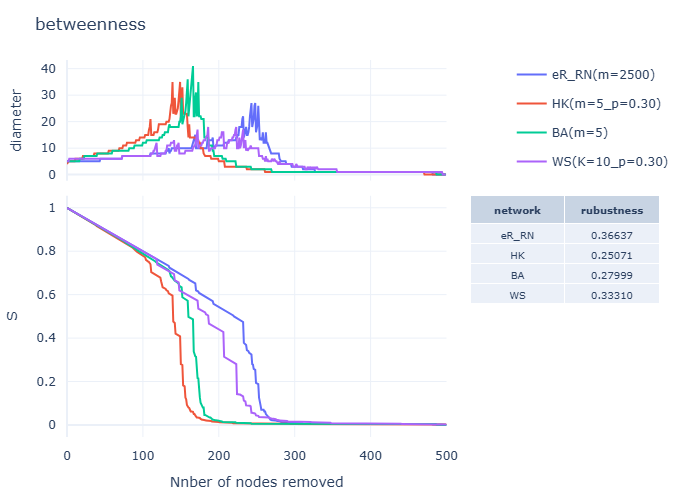 betweenness
diameter
40
30
20
10
0
eR_RN(m=2500)
HK(m=5_p=0.30)
BA(m=5)
WS(K=10_p=0.30)
S
1
0.8
0.6
0.4
0.2
0
0 100 200 300 400 500
Nnber of nodes removed
network rubustness
eR_RN 0.36637
HK 0.25071
BA 0.27999
WS 0.33310